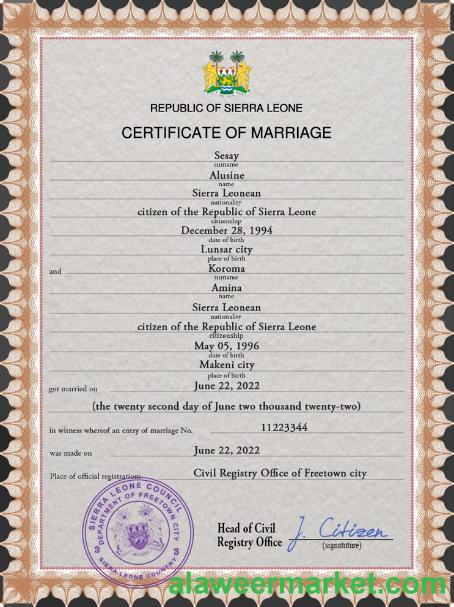 REPUBLIC OF SIERRA LEONE
CERTIFICATE OF MARRIAGE
Sesay
surname
Alusine
name
Sierra Leonean
nationality
citizen of the Republic of Sierra Leone
citizenship
December 28, 1994
date of birth
Lunsar city
place of birth
and
Koroma
surname
Amina
name
Sierra Leonean
nationality
citizen of the Republic of Sierra Leone
citizenship
May 05, 1996
date of birth
Makeni city
place of birth
got married on June 22, 2022
(the twenty second day of June two thousand twenty-two)
in witness whereof an entry of marriage No. 11223344
was made on June 22, 2022
Place of official registration: Civil Registry Office of Freetown city
SIERRA LEONE COUNCIL
DEPARTMENT OF FREETOWN CITY
SIERRA LEONE COUNTRY
Head of Civil
Registry Office
J. Citizen
(signatuture)
alaweermarket.com